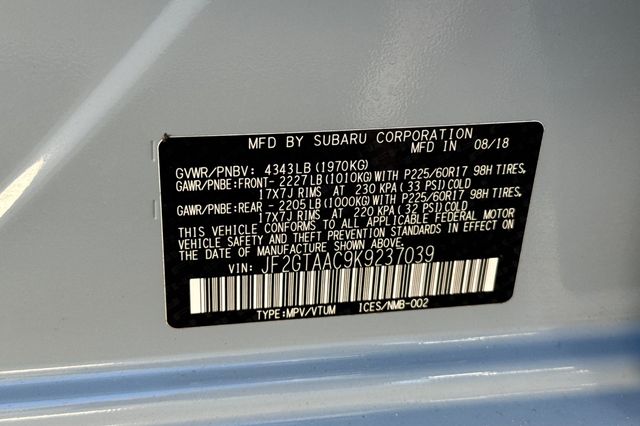 MFD BY SUBARU CORPORATION
MFD IN 08/18
GVWR/PNBV: 4343LB(1970KG)
GAWR/PNBE:FRONT-2227LB(1010KG)WITH P225/60R17 98H TIRES,
17X7J RIMS AT 230 KPA(33 PSI)COLD
GAWR/PNBE:REAR -2205LB(1000KG)WITH P225/60R17 98H TIRES,
17X7J RIMS AT 220 KPA(32 PSI)COLD
THIS VEHICLE CONFORMS TO ALL APPLICABLE FEDERAL MOTOR
VEHICLE SAFETY AND THEFT PREVENTION STANDARDS IN EFFECT ON
THE DATE OF MANUFACTURE SHOWN ABOVE.
VIN: JF2GTAAC9K9237039
TYPE:MPV/VTUM ICES/NMB-002